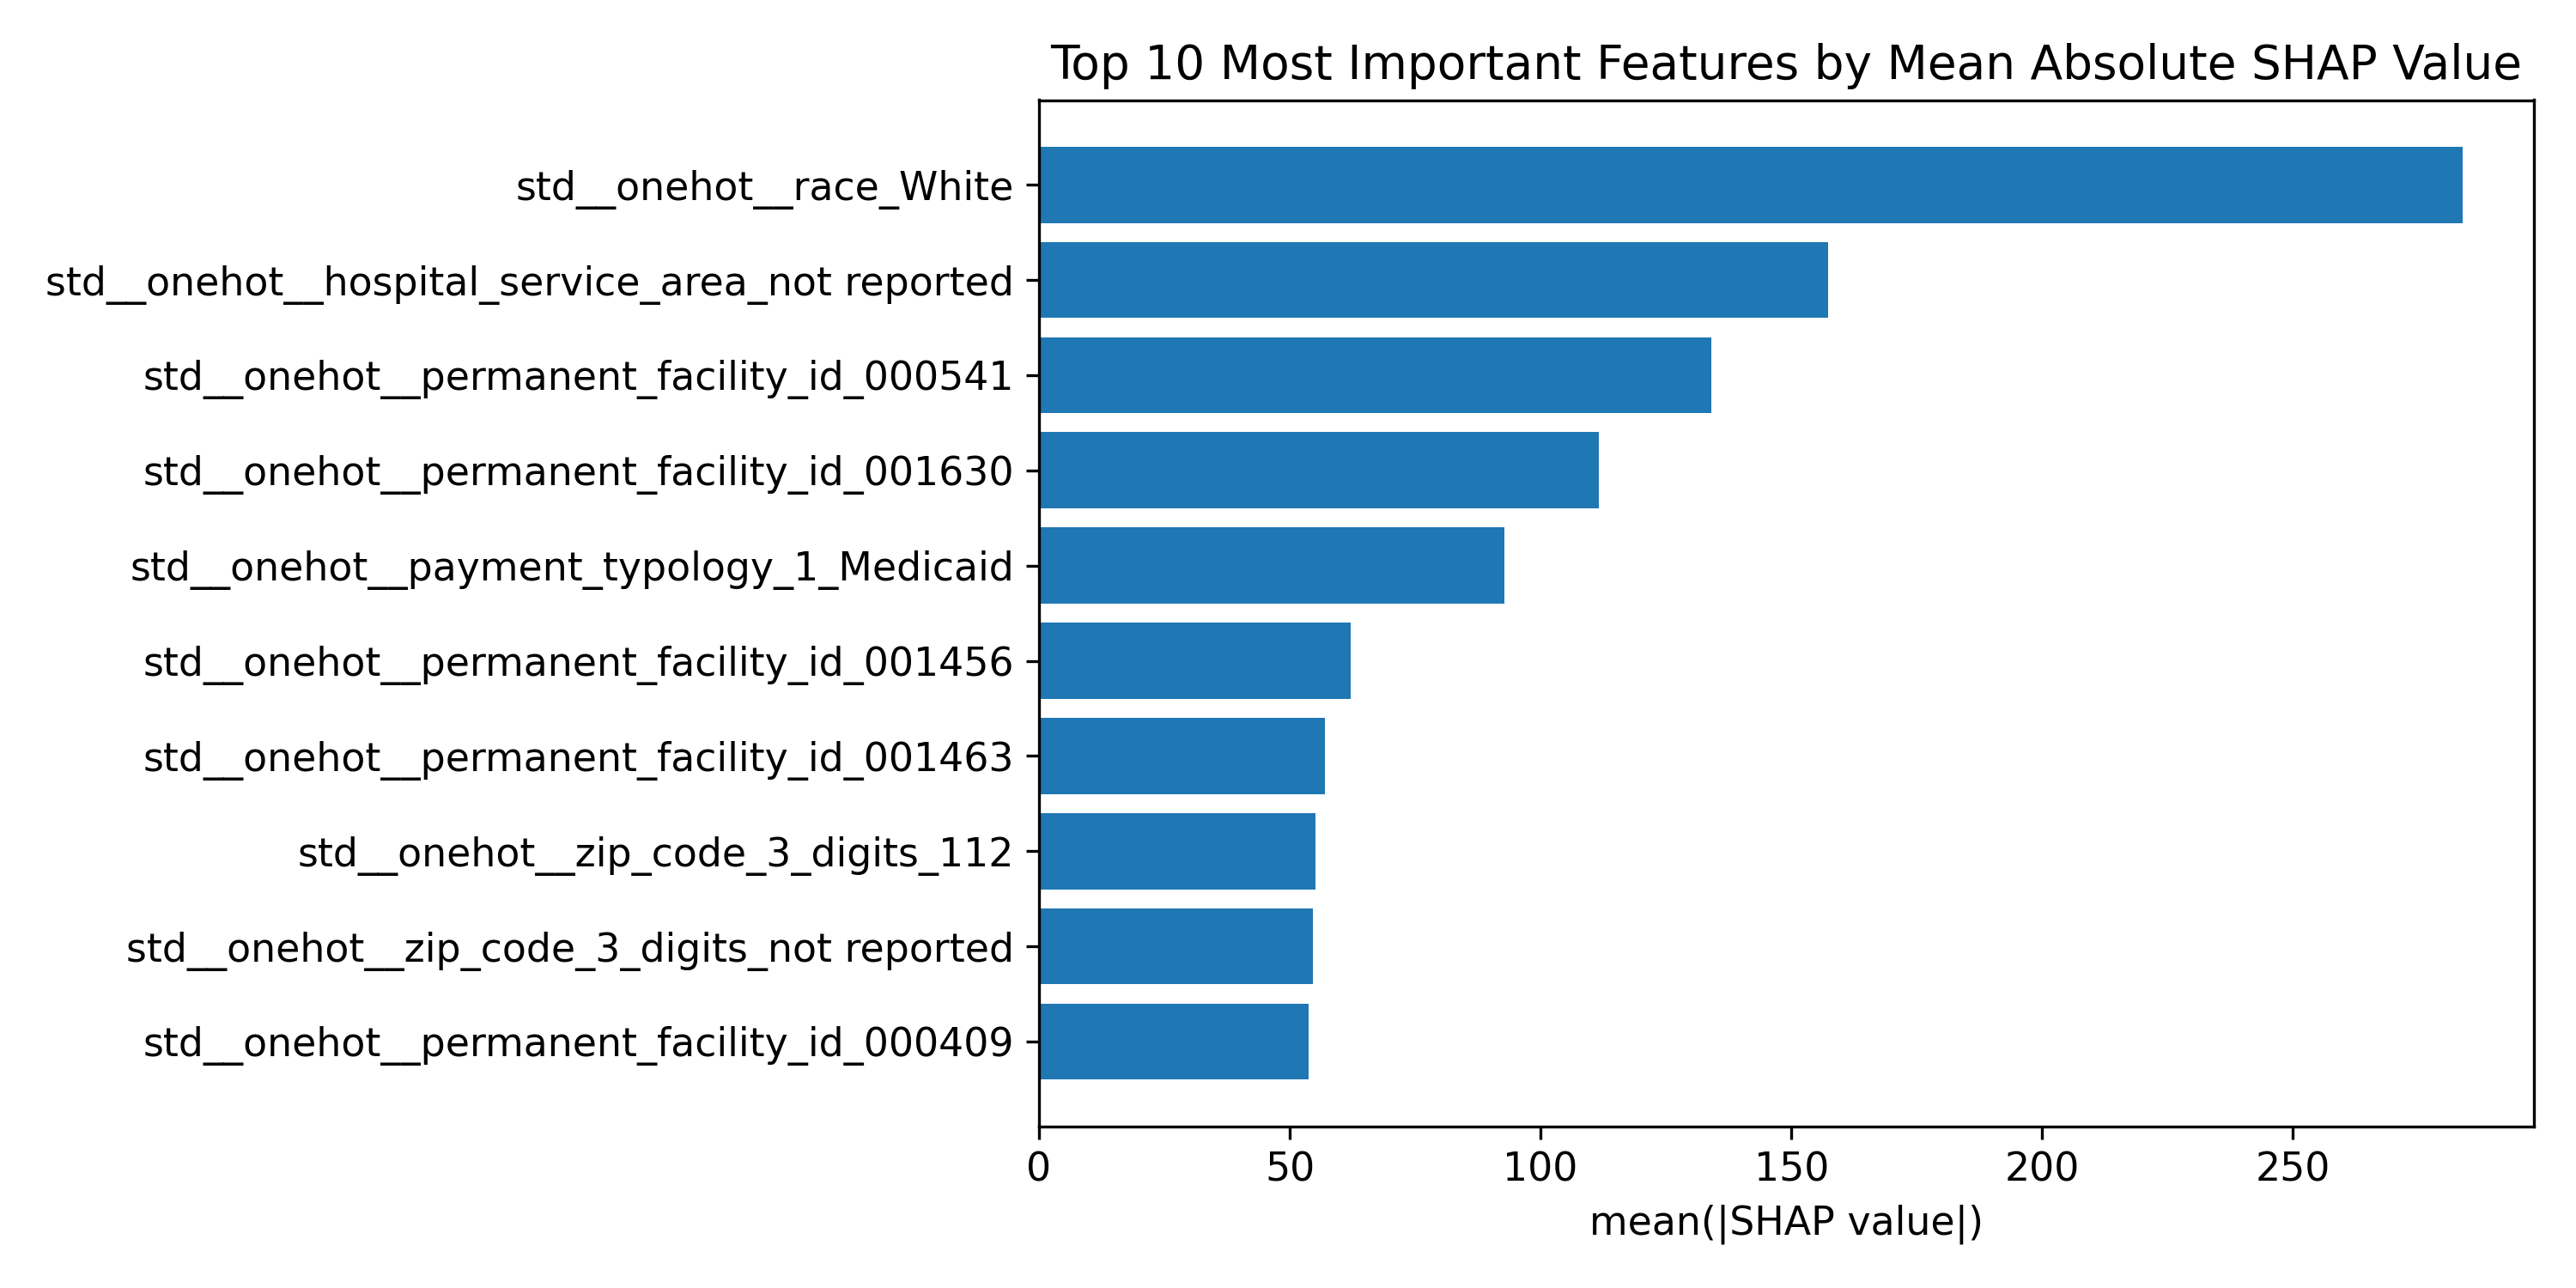 Top 10 Most Important Features by Mean Absolute SHAP Value
std__onehot__race_White
std__onehot__hospital_service_area_not reported
std__onehot__permanent_facility_id_000541
std__onehot__permanent_facility_id_001630
std__onehot__payment_typology_1_Medicaid
std__onehot__permanent_facility_id_001456
std__onehot__permanent_facility_id_001463
std__onehot__zip_code_3_digits_112
std__onehot__zip_code_3_digits_not reported
std__onehot__permanent_facility_id_000409
0 50 100 150 200 250
mean(|SHAP value|)